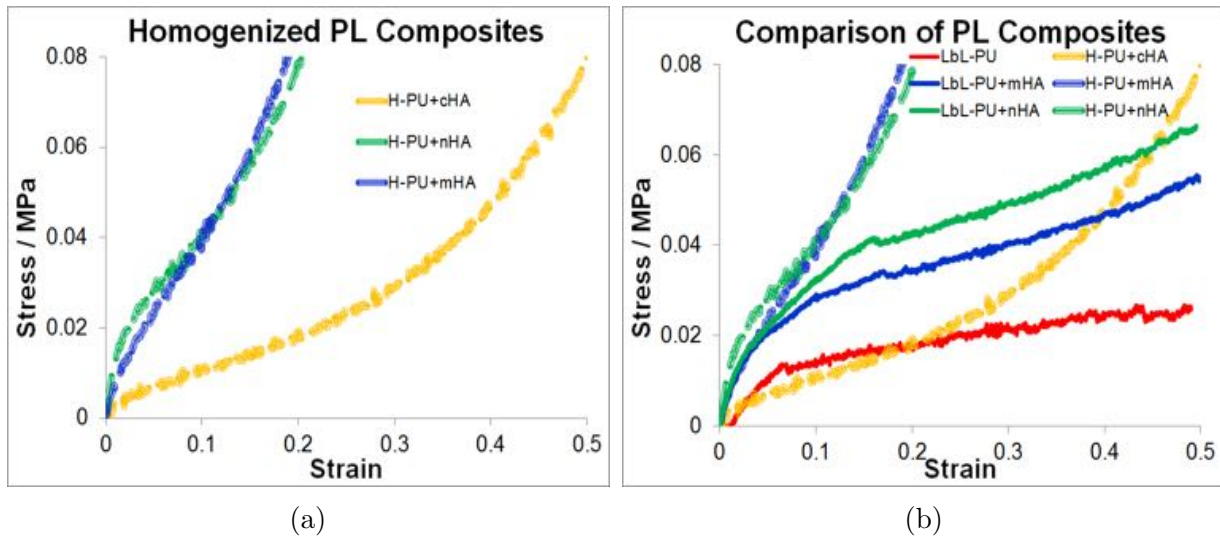 Homogenized PL Composites
0.08
0.06
0.04
0.02
0
Stress / MPa
H-PU+cHA
H-PU+nHA
H-PU+mHA
0 0.1 0.2 0.3 0.4 0.5
Strain
(a)
Comparison of PL Composites
LbL-PU H-PU+cHA
LbL-PU+mHA H-PU+mHA
LbL-PU+nHA H-PU+nHA
0.08
0.06
0.04
0.02
0
Stress / MPa
0 0.1 0.2 0.3 0.4 0.5
Strain
(b)